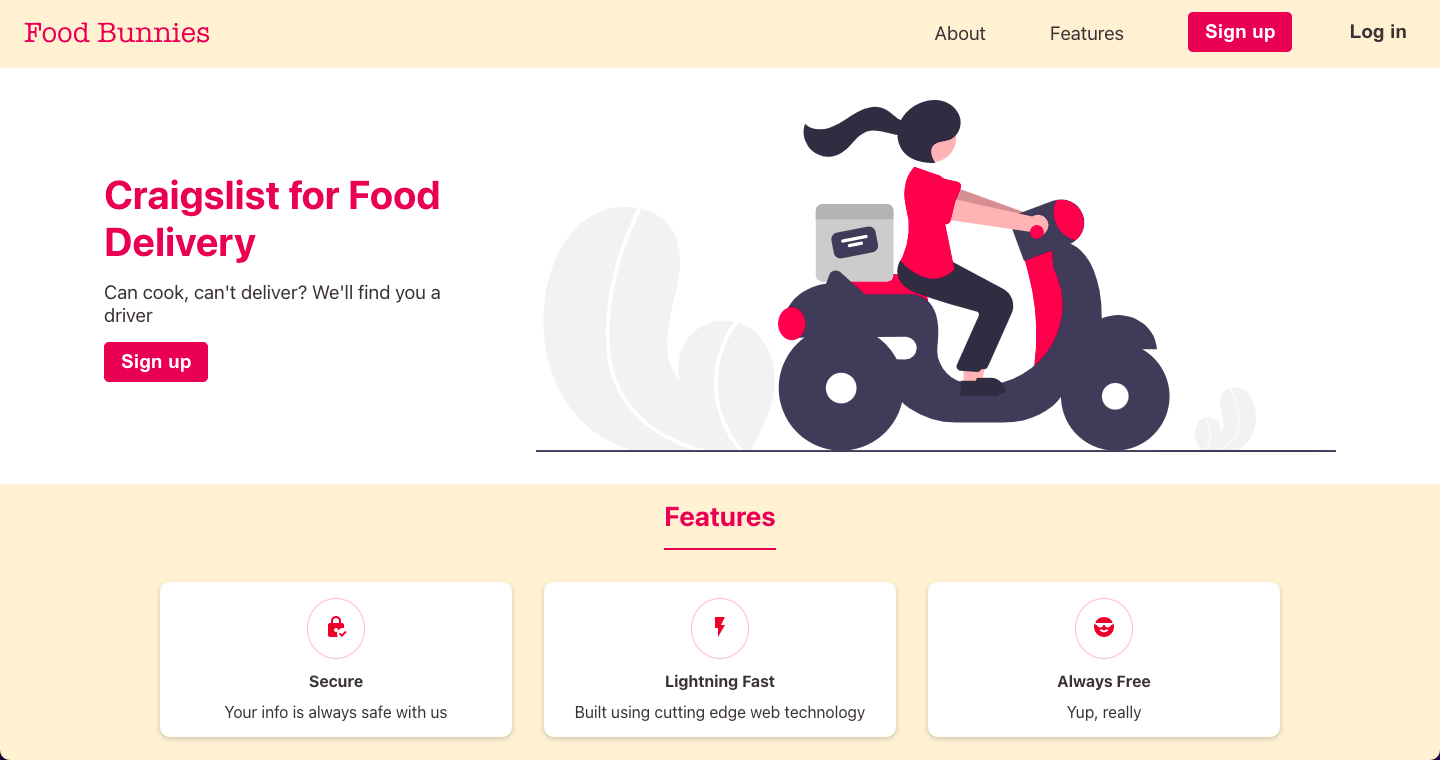 Food Bunnies
About
Features
Sign up
Log in
Craigslist for Food
Delivery
Can cook, can't deliver? We'll find you a
driver
Sign up
Features
Secure
Your info is always safe with us
Lightning Fast
Built using cutting edge web technology
Always Free
Yup, really